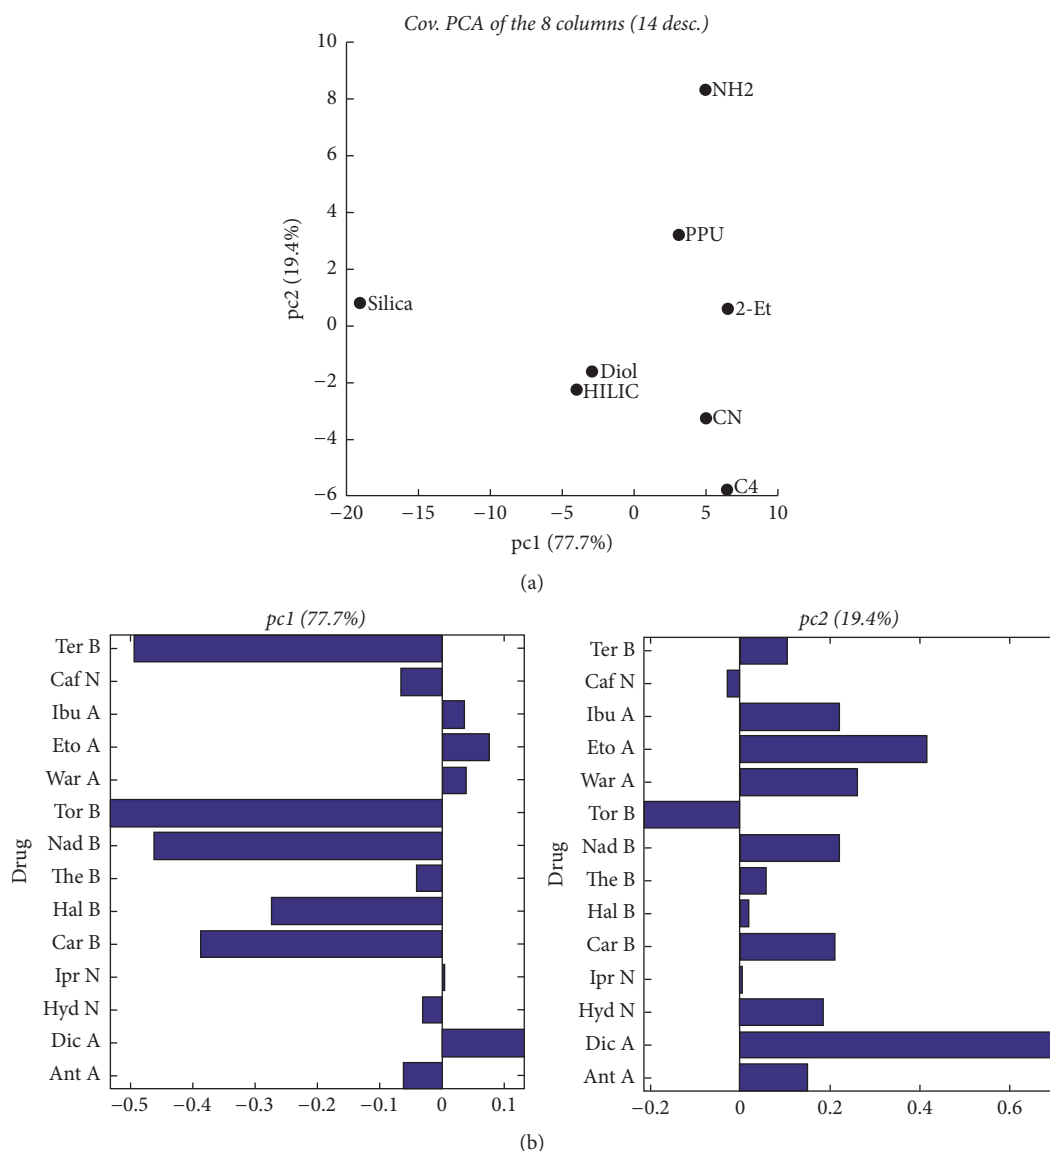 Cov. PCA of the 8 columns (14 desc.)
10
8
6
4
2
0
−2
−4
−6
pc2 (19.4%)
NH2
PPU
Silica
2-Et
Diol
HILIC
CN
C4
−20
−15
−10
−5
0
5
10
pc1 (77.7%)
(a)
pc1 (77.7%)
Drug
Ter B
Caf N
Ibu A
Eto A
War A
Tor B
Nad B
The B
Hal B
Car B
Ipr N
Hyd N
Dic A
Ant A
−0.5
−0.4
−0.3
−0.2
−0.1
0
0.1
pc2 (19.4%)
Drug
Ter B
Caf N
Ibu A
Eto A
War A
Tor B
Nad B
The B
Hal B
Car B
Ipr N
Hyd N
Dic A
Ant A
−0.2
0
0.2
0.4
0.6
(b)